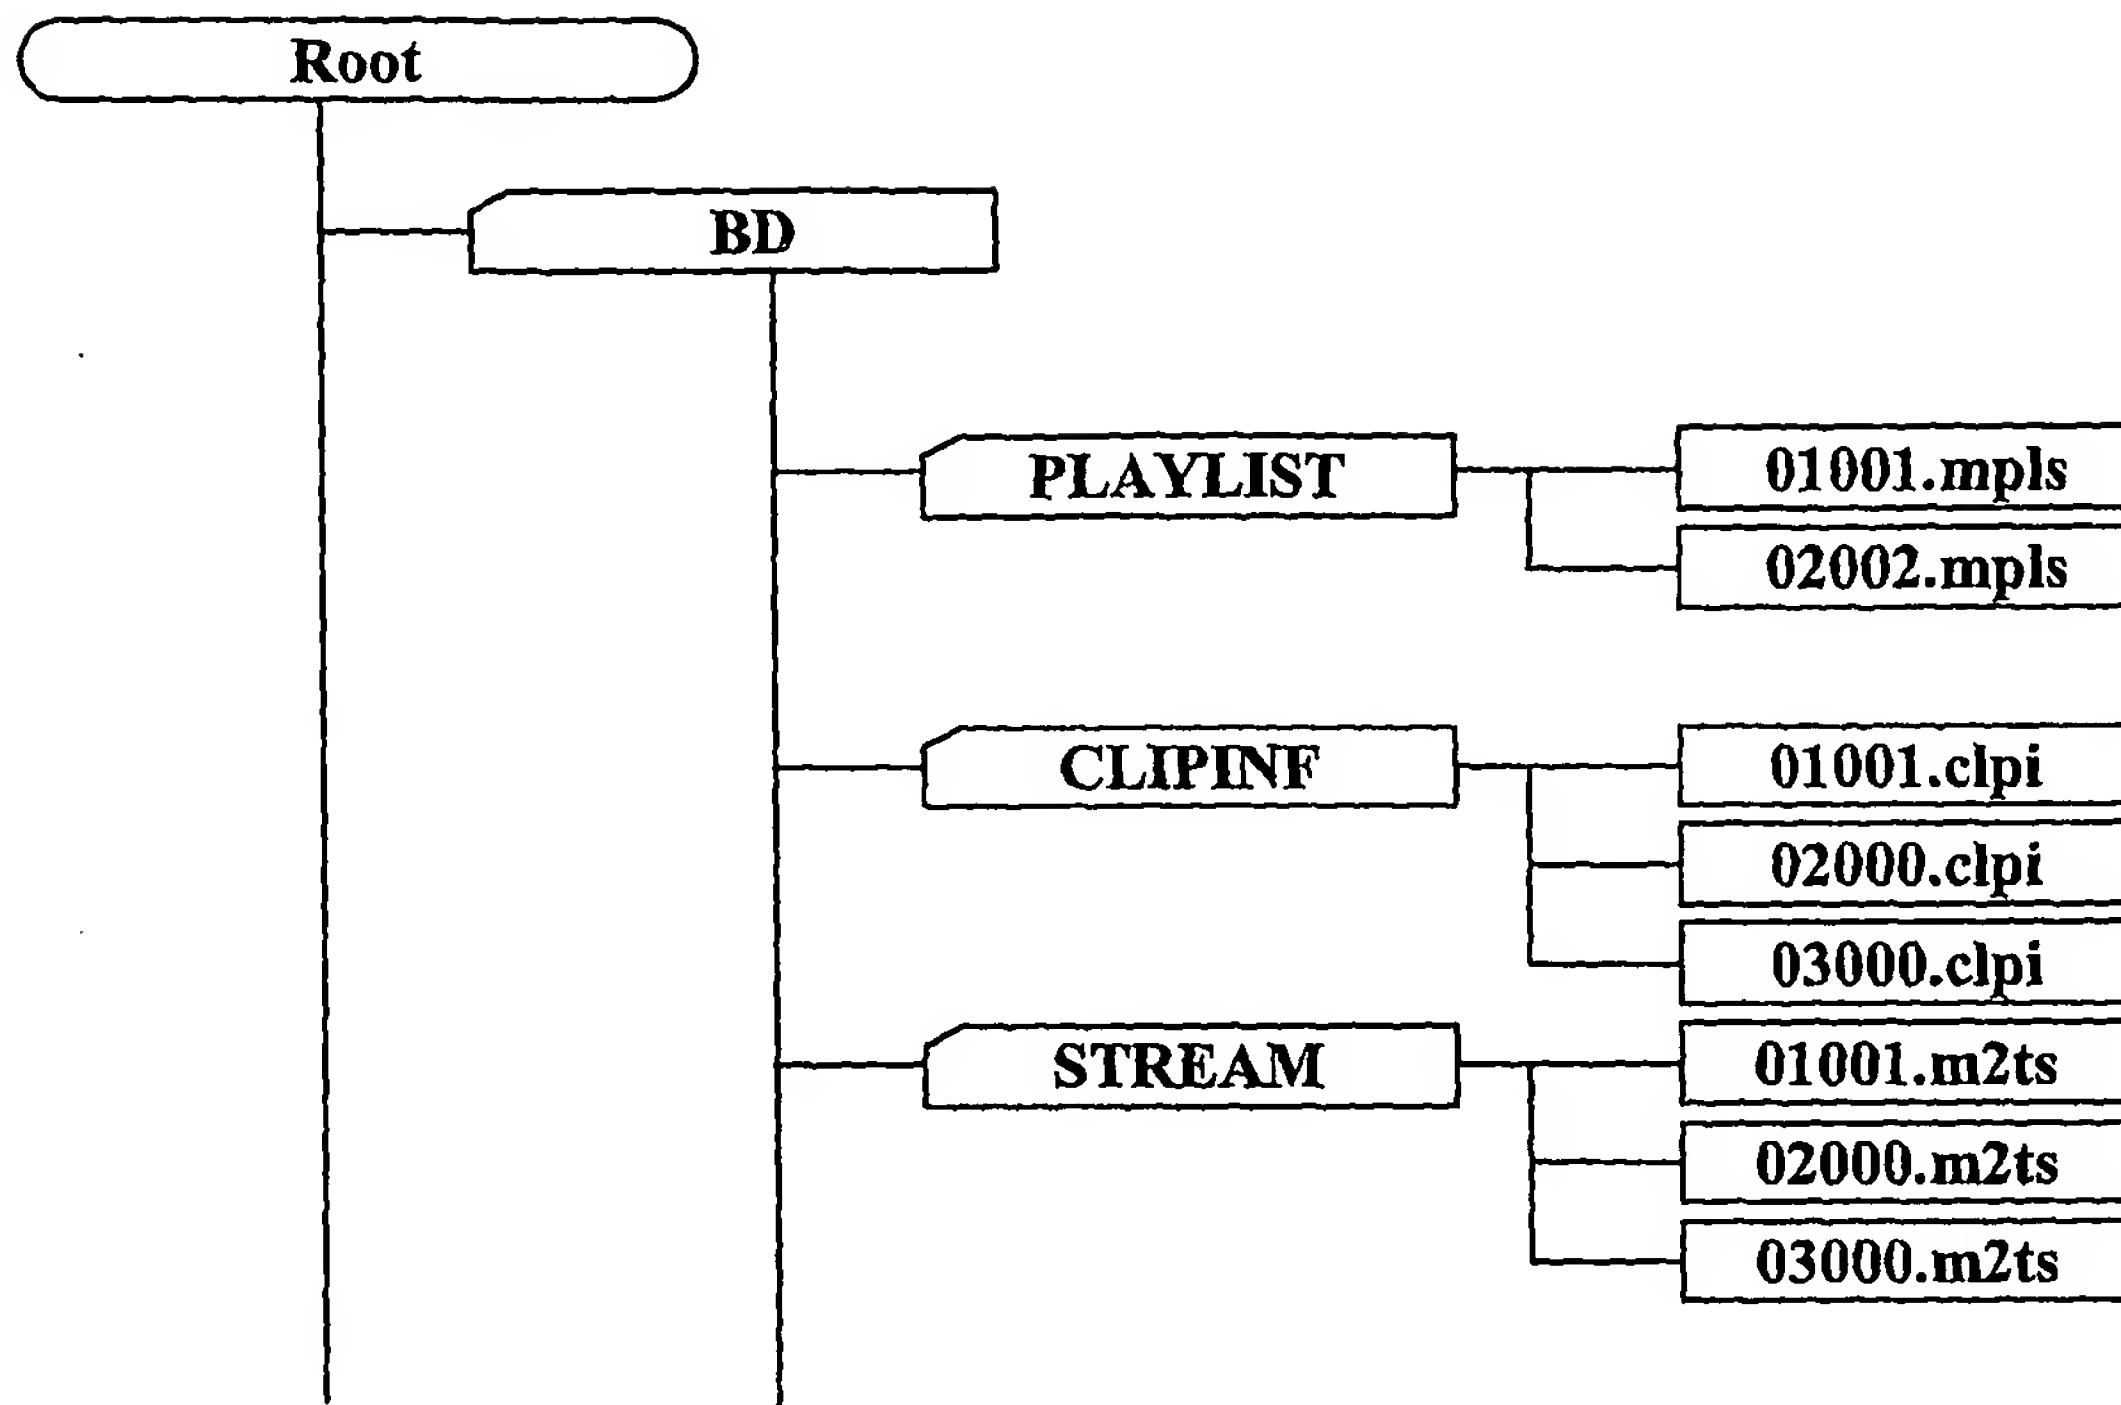 Root
BD
PLAYLIST
01001.mpls
02002.mpls
CLIPINF
01001.clpi
02000.clpi
03000.clpi
STREAM
01001.m2ts
02000.m2ts
03000.m2ts